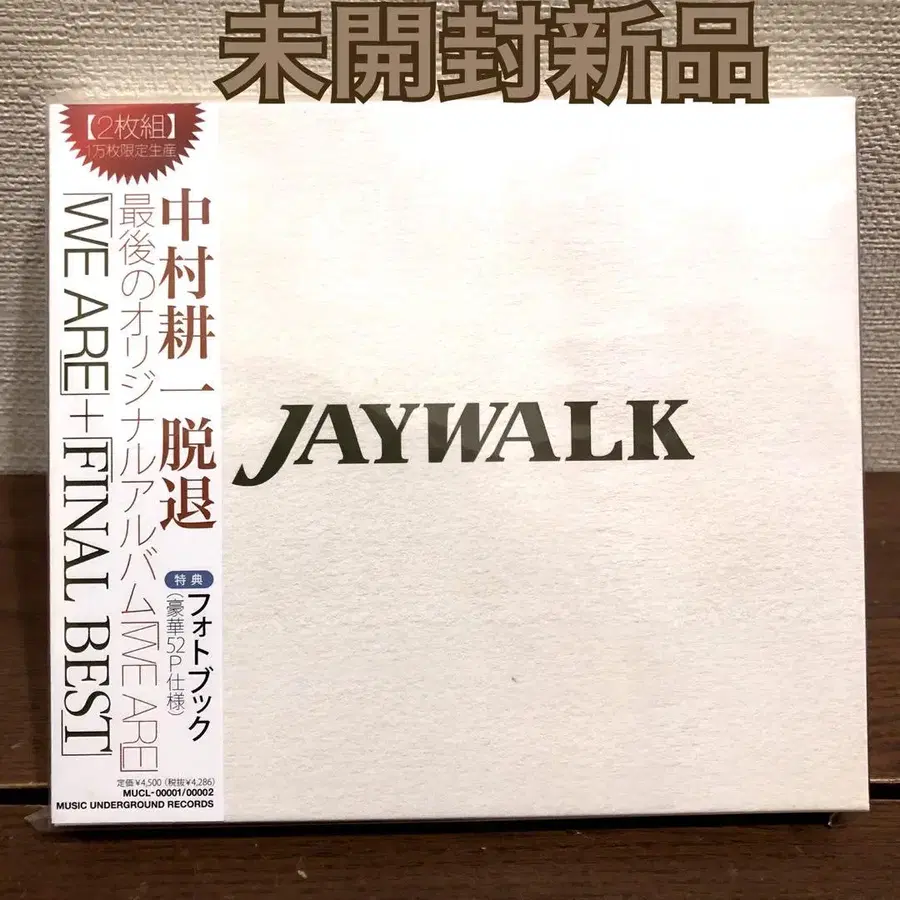 未開封新品
【2枚組】
1万枚限定生産
中村耕一脱退
最後のオリジナルアルバム「WE ARE」
「WE ARE」+「FINAL BEST」
特典
フォトブック
(豪華52P仕様)
定価¥4,500(税抜¥4,286)
MUCL-00001/00002
MUSIC UNDERGROUND RECORDS
JAYWALK